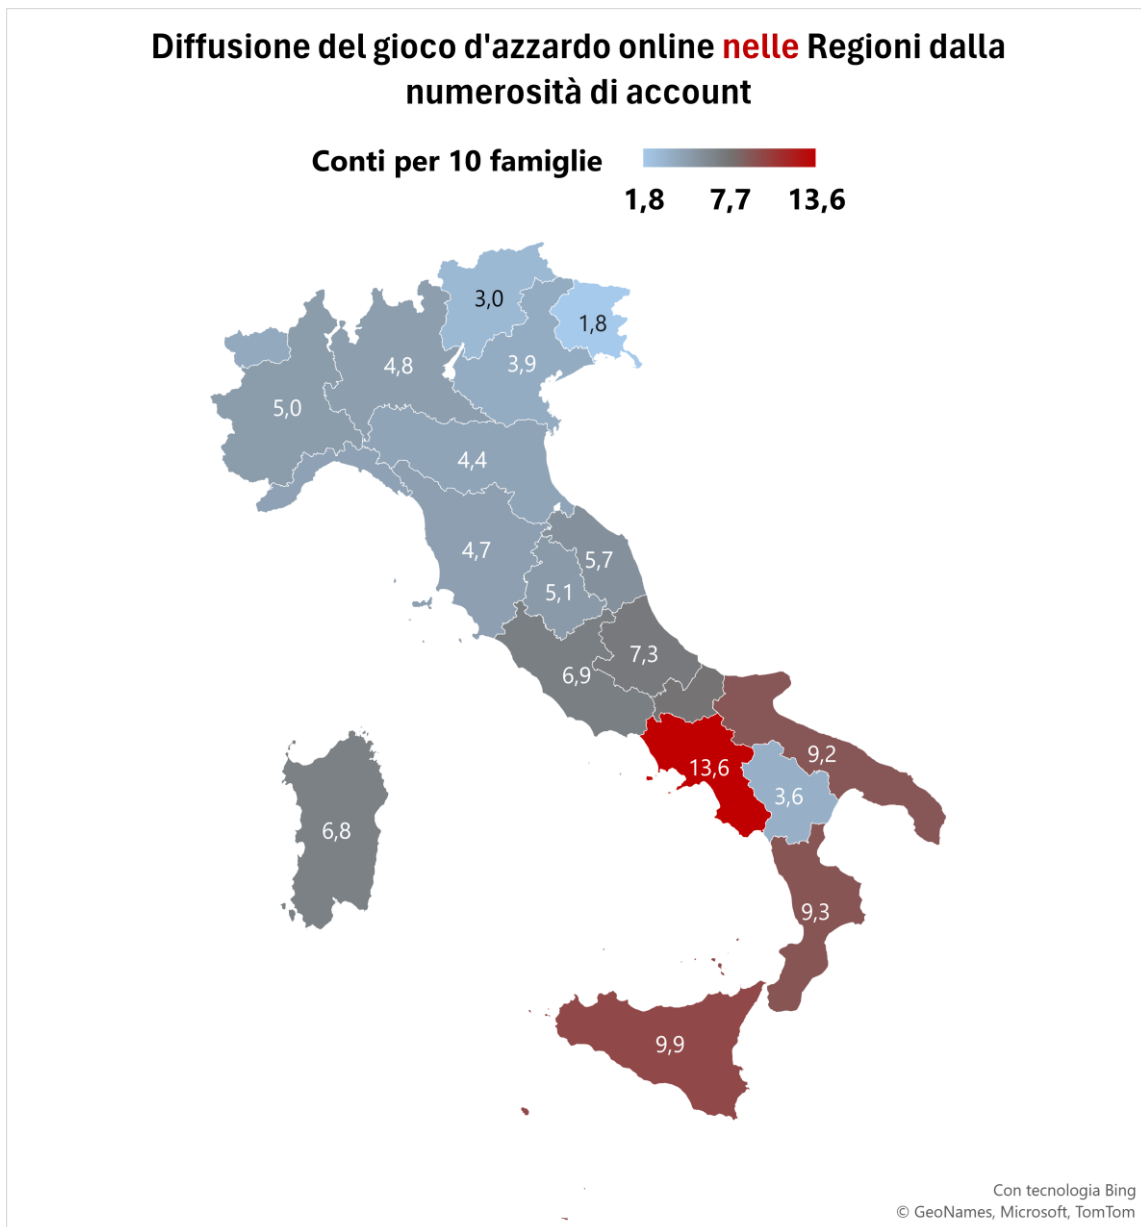 Diffusione del gioco d'azzardo online nelle Regioni dalla
numerosità di account
Conti per 10 famiglie
1,8 7,7 13,6
3,0
1,8
4,8
3,9
5,0
4,4
4,7
5,7
5,1
7,3
6,9
9,2
13,6
3,6
6,8
9,3
9,9
Con tecnologia Bing
© GeoNames, Microsoft, TomTom